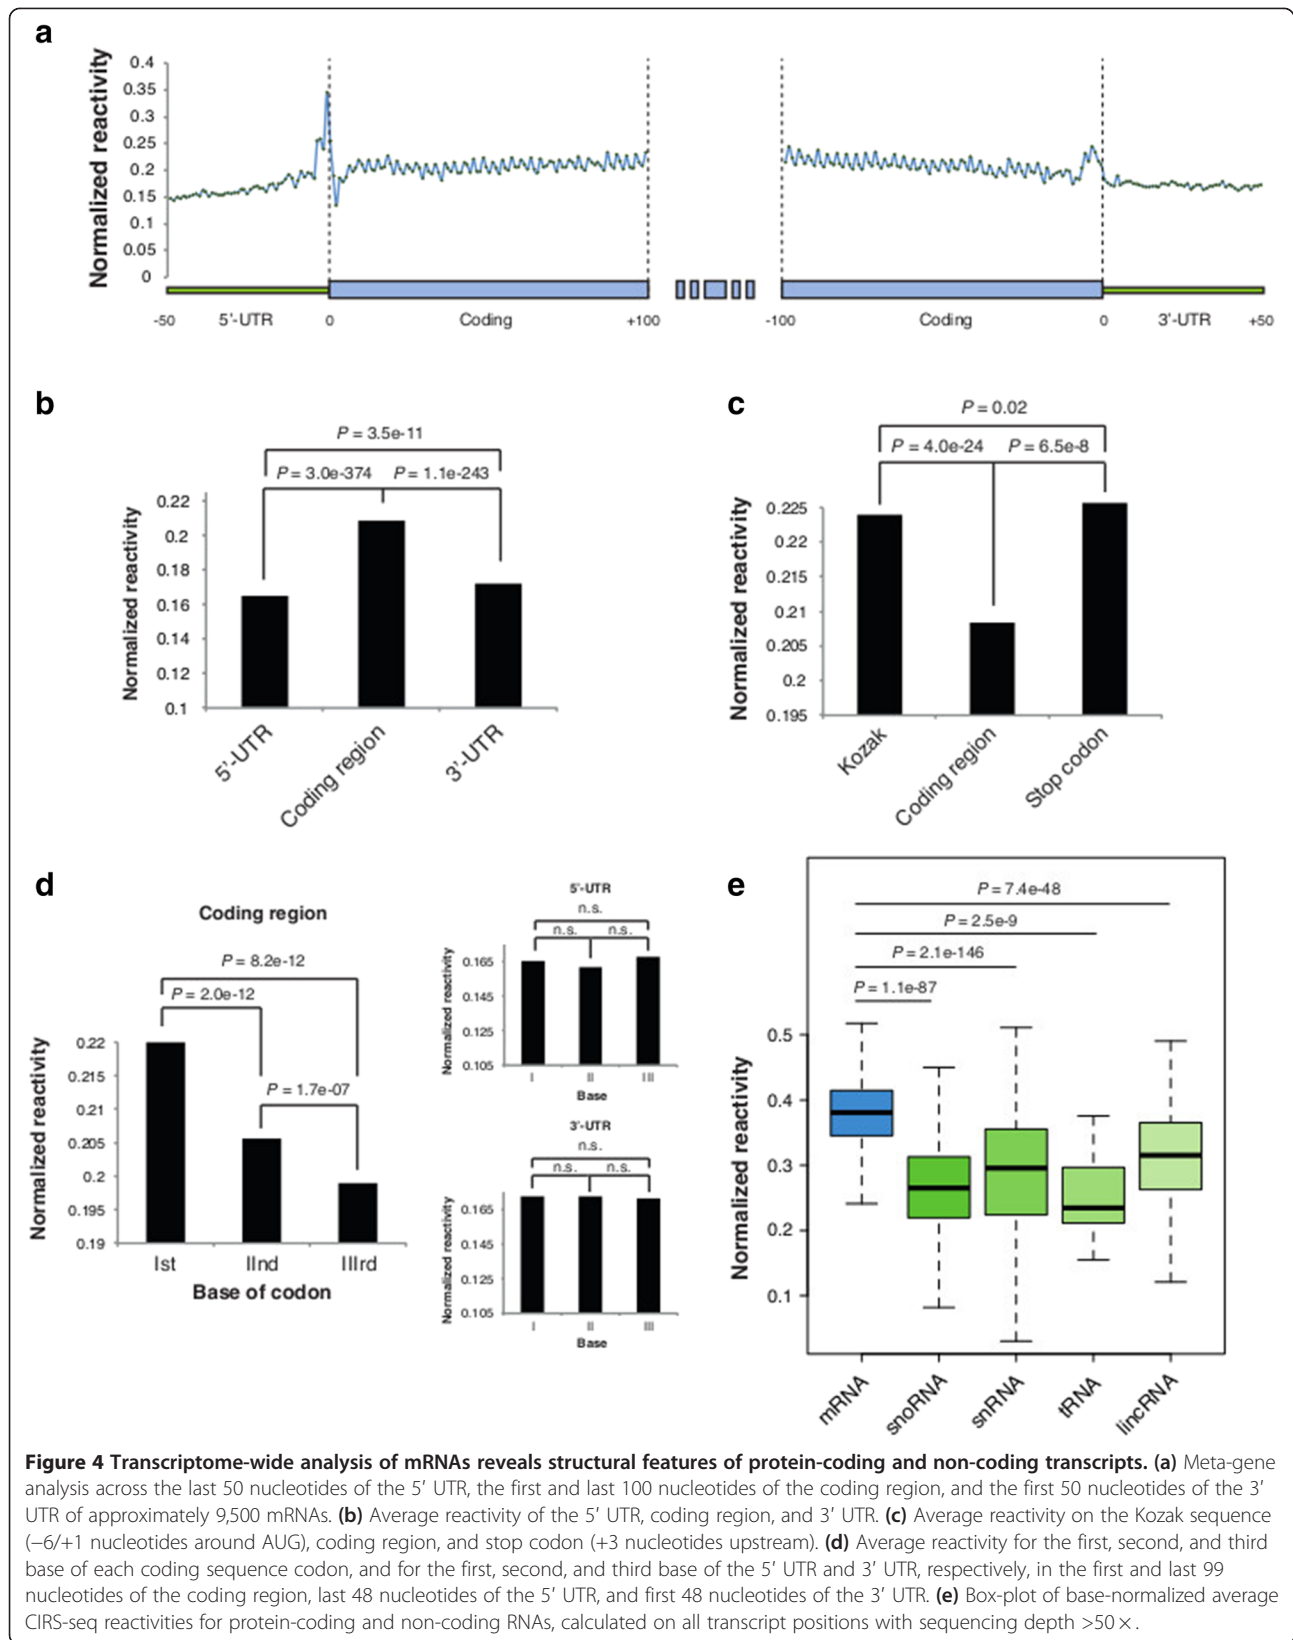 a
Normalized reactivity
0.4
0.35
0.3
0.25
0.2
0.15
0.1
0.05
0
-50 5'-UTR 0 Coding +100 -100 Coding 0 3'-UTR +50
b
P = 3.5e-11
P = 3.0e-374 P = 1.1e-243
Normalized reactivity
0.22
0.2
0.18
0.16
0.14
0.12
0.1
5'-UTR Coding region 3'-UTR
c
P = 0.02
P = 4.0e-24 P = 6.5e-8
Normalized reactivity
0.225
0.22
0.215
0.21
0.205
0.2
0.195
Kozak Coding region Stop codon
d
Coding region
P = 8.2e-12
P = 2.0e-12
P = 1.7e-07
Normalized reactivity
0.22
0.215
0.21
0.205
0.2
0.195
0.19
Ist IInd IIIrd
Base of codon
5'-UTR
n.s.
n.s. n.s.
Normalized reactivity
0.165
0.145
0.125
0.105
I II III
Base
3'-UTR
n.s.
n.s. n.s.
Normalized reactivity
0.165
0.145
0.125
0.105
I II III
Base
e
P = 7.4e-48
P = 2.5e-9
P = 2.1e-146
P = 1.1e-87
Normalized reactivity
0.5
0.4
0.3
0.2
0.1
mRNA snoRNA snRNA tRNA lincRNA
Figure 4 Transcriptome-wide analysis of mRNAs reveals structural features of protein-coding and non-coding transcripts. (a) Meta-gene
analysis across the last 50 nucleotides of the 5′ UTR, the first and last 100 nucleotides of the coding region, and the first 50 nucleotides of the 3′
UTR of approximately 9,500 mRNAs. (b) Average reactivity of the 5′ UTR, coding region, and 3′ UTR. (c) Average reactivity on the Kozak sequence
(−6/+1 nucleotides around AUG), coding region, and stop codon (+3 nucleotides upstream). (d) Average reactivity for the first, second, and third
base of each coding sequence codon, and for the first, second, and third base of the 5′ UTR and 3′ UTR, respectively, in the first and last 99
nucleotides of the coding region, last 48 nucleotides of the 5′ UTR, and first 48 nucleotides of the 3′ UTR. (e) Box-plot of base-normalized average
CIRS-seq reactivities for protein-coding and non-coding RNAs, calculated on all transcript positions with sequencing depth >50 ×.